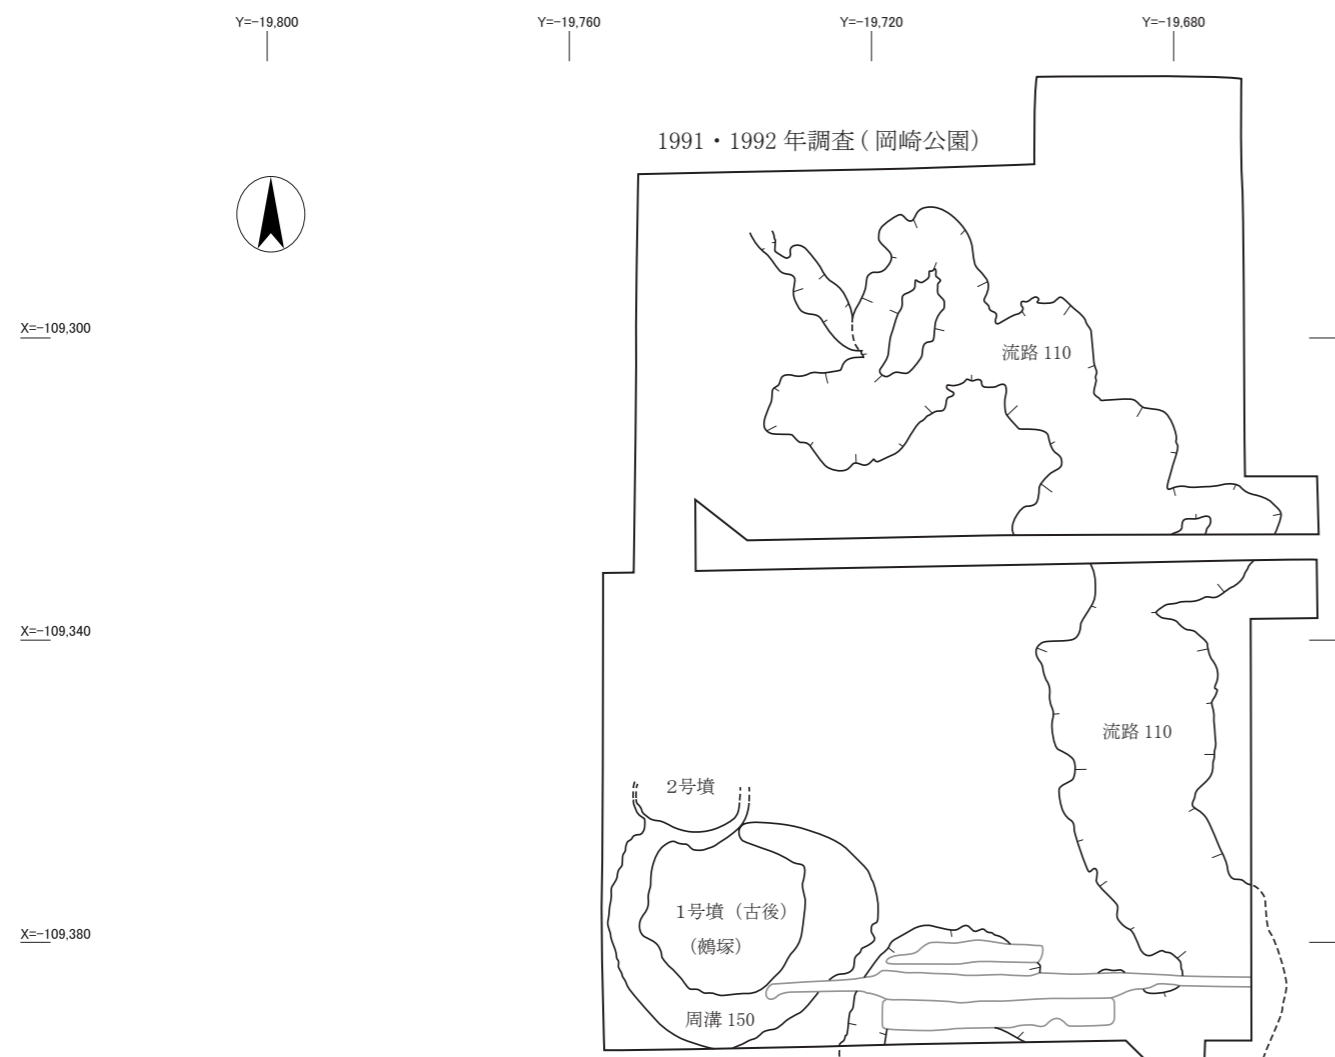 Y=-19,800
Y=-19,760
Y=-19,720
Y=-19,680
1991・1992 年調査 ( 岡崎公園）
X=-109,300
流路 110
X=-109,340
流路 110
２号墳
１号墳（古後）
（鵺塚）
X=-109,380
周溝 150